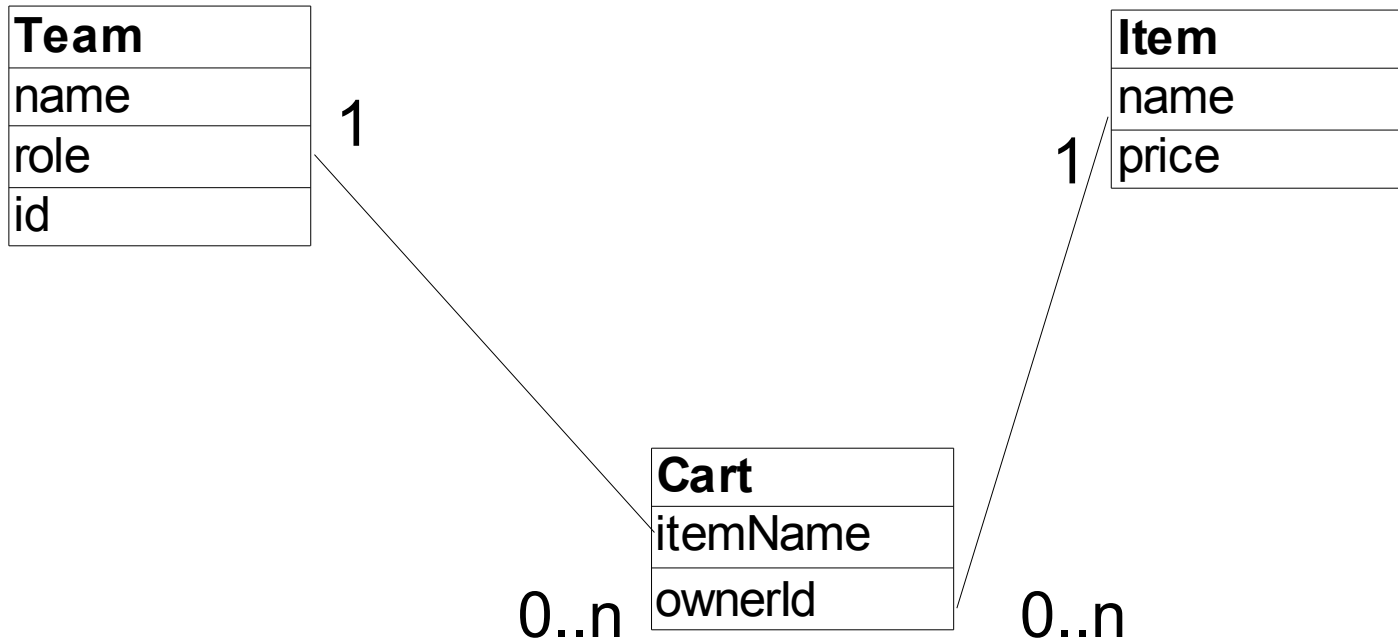 Team
name
role
id
1
Item
name
price
1
Cart
itemName
ownerId
0..n
0..n